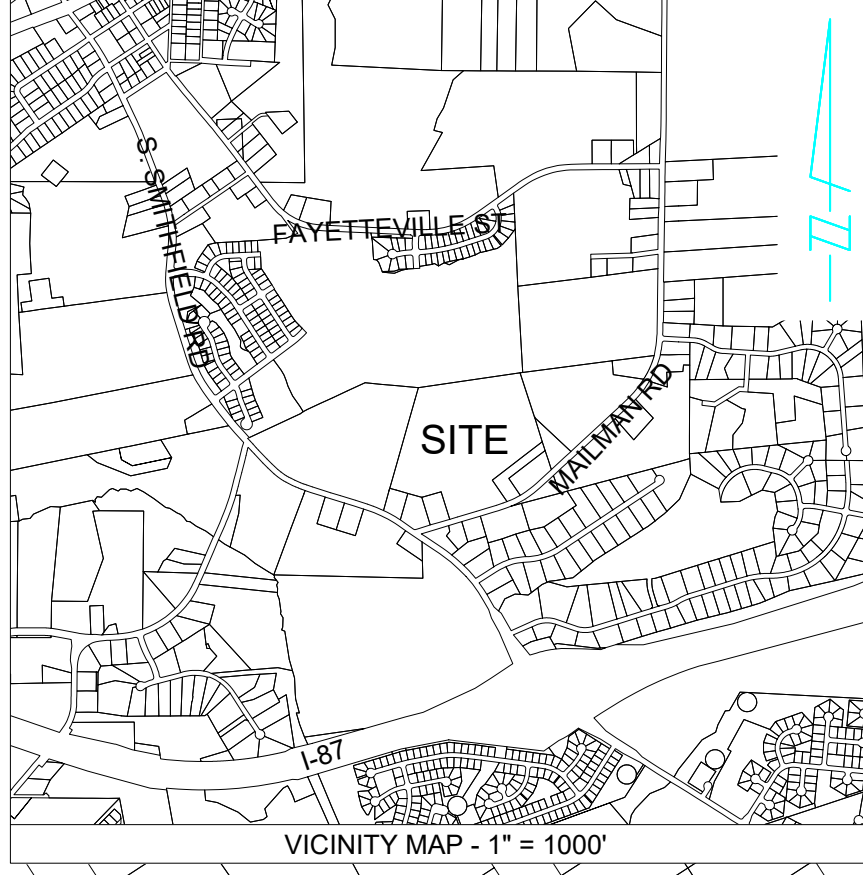 S. SMITHFIELD RD
FAYETTEVILLE ST
SITE
MAILMAN RD
I-87
VICINITY MAP - 1" = 1000'